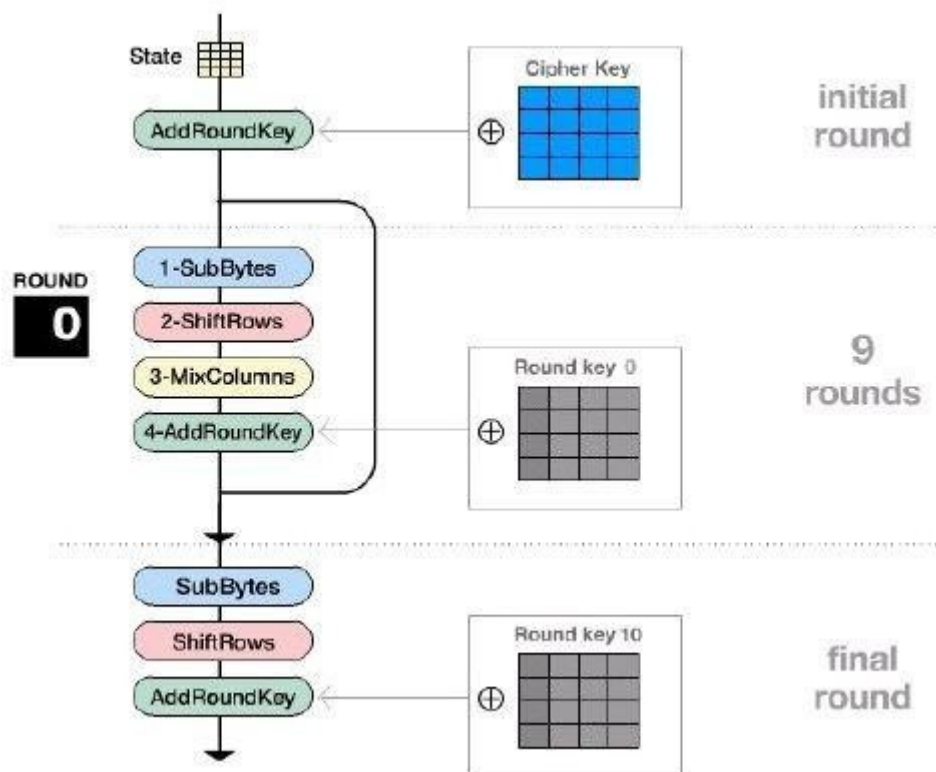 State
Cipher Key
initial
round
AddRoundKey
ROUND
0
1-SubBytes
2-ShiftRows
3-MixColumns
4-AddRoundKey
Round key 0
9
rounds
SubBytes
ShiftRows
AddRoundKey
Round key 10
final
round